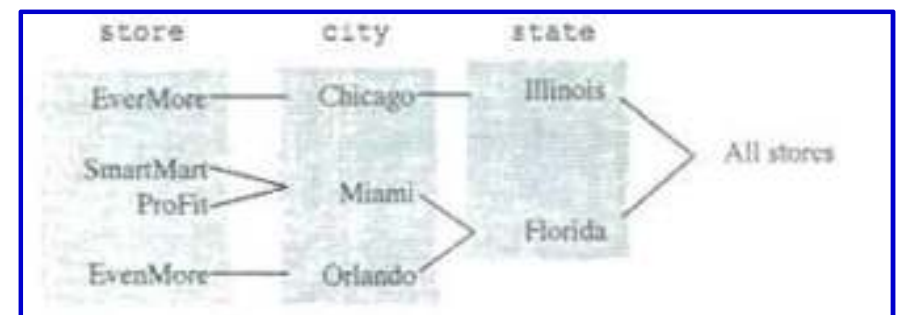 store city state
EverMore Chicago Illinois
All stores
SmartMart
ProFit Miami
Florida
EvenMore Orlando